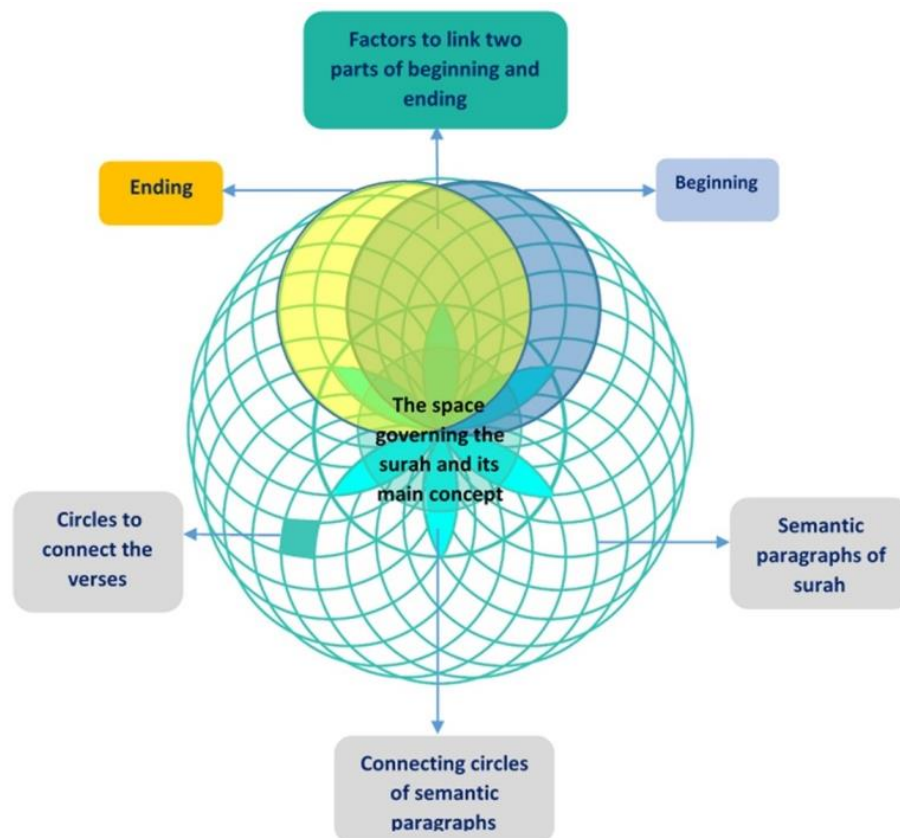 Factors to link two
parts of beginning and
ending
Ending
Beginning
The space
governing the
surah and its
main concept
Circles to
connect the
verses
Semantic
paragraphs of
surah
Connecting circles
of semantic
paragraphs